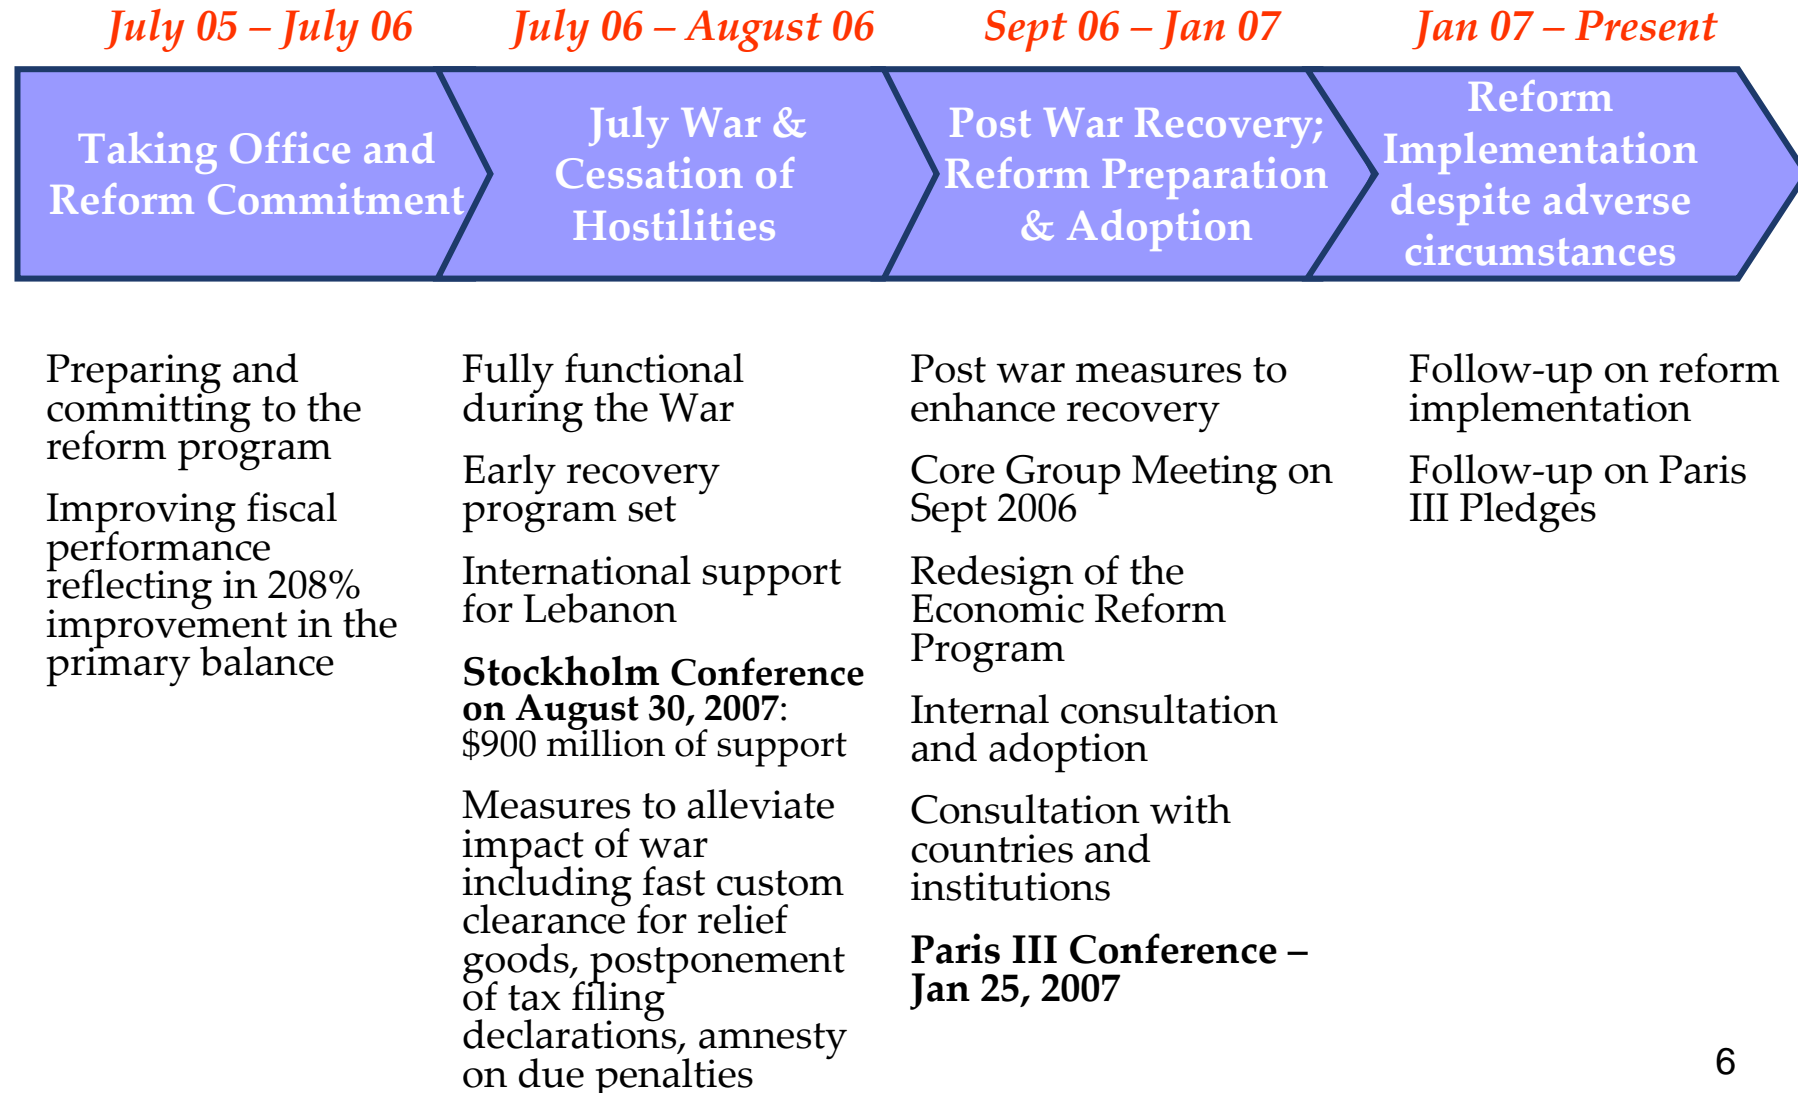 July 05 – July 06
July 06 – August 06
Sept 06 – Jan 07
Jan 07 – Present
Taking Office and
Reform Commitment
July War &
Cessation of
Hostilities
Post War Recovery;
Reform Preparation
& Adoption
Reform
Implementation
despite adverse
circumstances
Preparing and
committing to the
reform program
Improving fiscal
performance
reflecting in 208%
improvement in the
primary balance
Fully functional
during the War
Early recovery
program set
International support
for Lebanon
Stockholm Conference
on August 30, 2007:
$900 million of support
Measures to alleviate
impact of war
including fast custom
clearance for relief
goods, postponement
of tax filing
declarations, amnesty
on due penalties
Post war measures to
enhance recovery
Core Group Meeting on
Sept 2006
Redesign of the
Economic Reform
Program
Internal consultation
and adoption
Consultation with
countries and
institutions
Paris III Conference –
Jan 25, 2007
Follow-up on reform
implementation
Follow-up on Paris
III Pledges
6